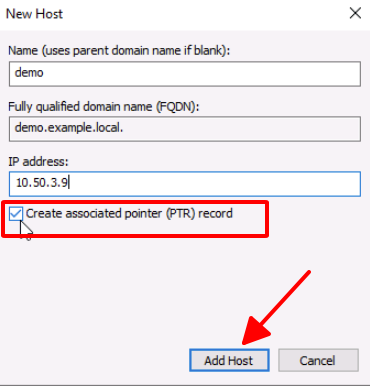 New Host
Name (uses parent domain name if blank):
demo
Fully qualified domain name (FQDN):
demo.example.local.
IP address:
10.50.3.9
Create associated pointer (PTR) record
Add Host
Cancel